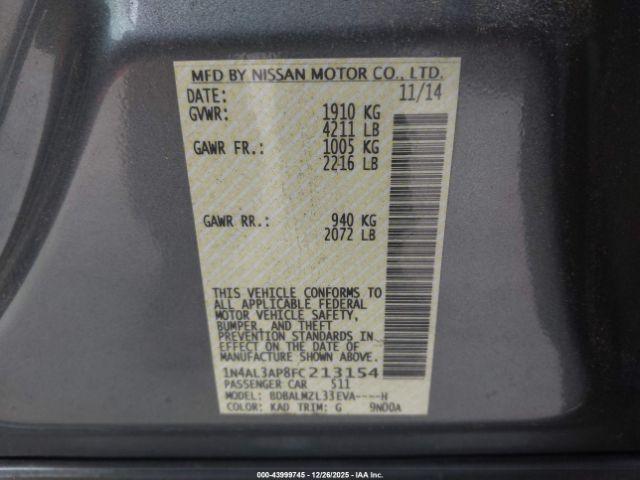 MFD BY NISSAN MOTOR CO., LTD.
DATE: 11/14
GVWR: 1910 KG
4211 LB
GAWR FR.: 1005 KG
2216 LB
GAWR RR.: 940 KG
2072 LB
THIS VEHICLE CONFORMS TO
ALL APPLICABLE FEDERAL
MOTOR VEHICLE SAFETY,
BUMPER, AND THEFT
PREVENTION STANDARDS IN
EFFECT ON THE DATE OF
MANUFACTURE SHOWN ABOVE.
1N4AL3AP8FC213154
PASSENGER CAR 511
MODEL: BDBALMZL33EVA----H
COLOR: KAD TRIM: G 9N00A
000-43999745 • 12/26/2025 - IAA, Inc.